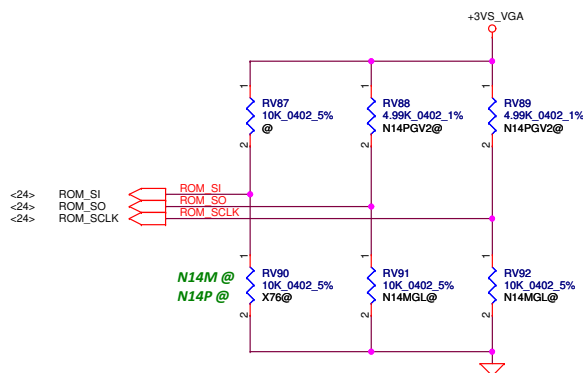 +3VS_VGA
1
1
1
RV87
10K_0402_5%
@
RV88
4.99K_0402_1%
N14PGV2@
RV89
4.99K_0402_1%
N14PGV2@
2
2
2
<24> ROM_SI ROM_SI
<24> ROM_SO ROM_SO
<24> ROM_SCLK ROM_SCLK
1
1
1
N14M @
N14P @
RV90
10K_0402_5%
X76@
RV91
10K_0402_5%
N14MGL@
RV92
10K_0402_5%
N14MGL@
2
2
2